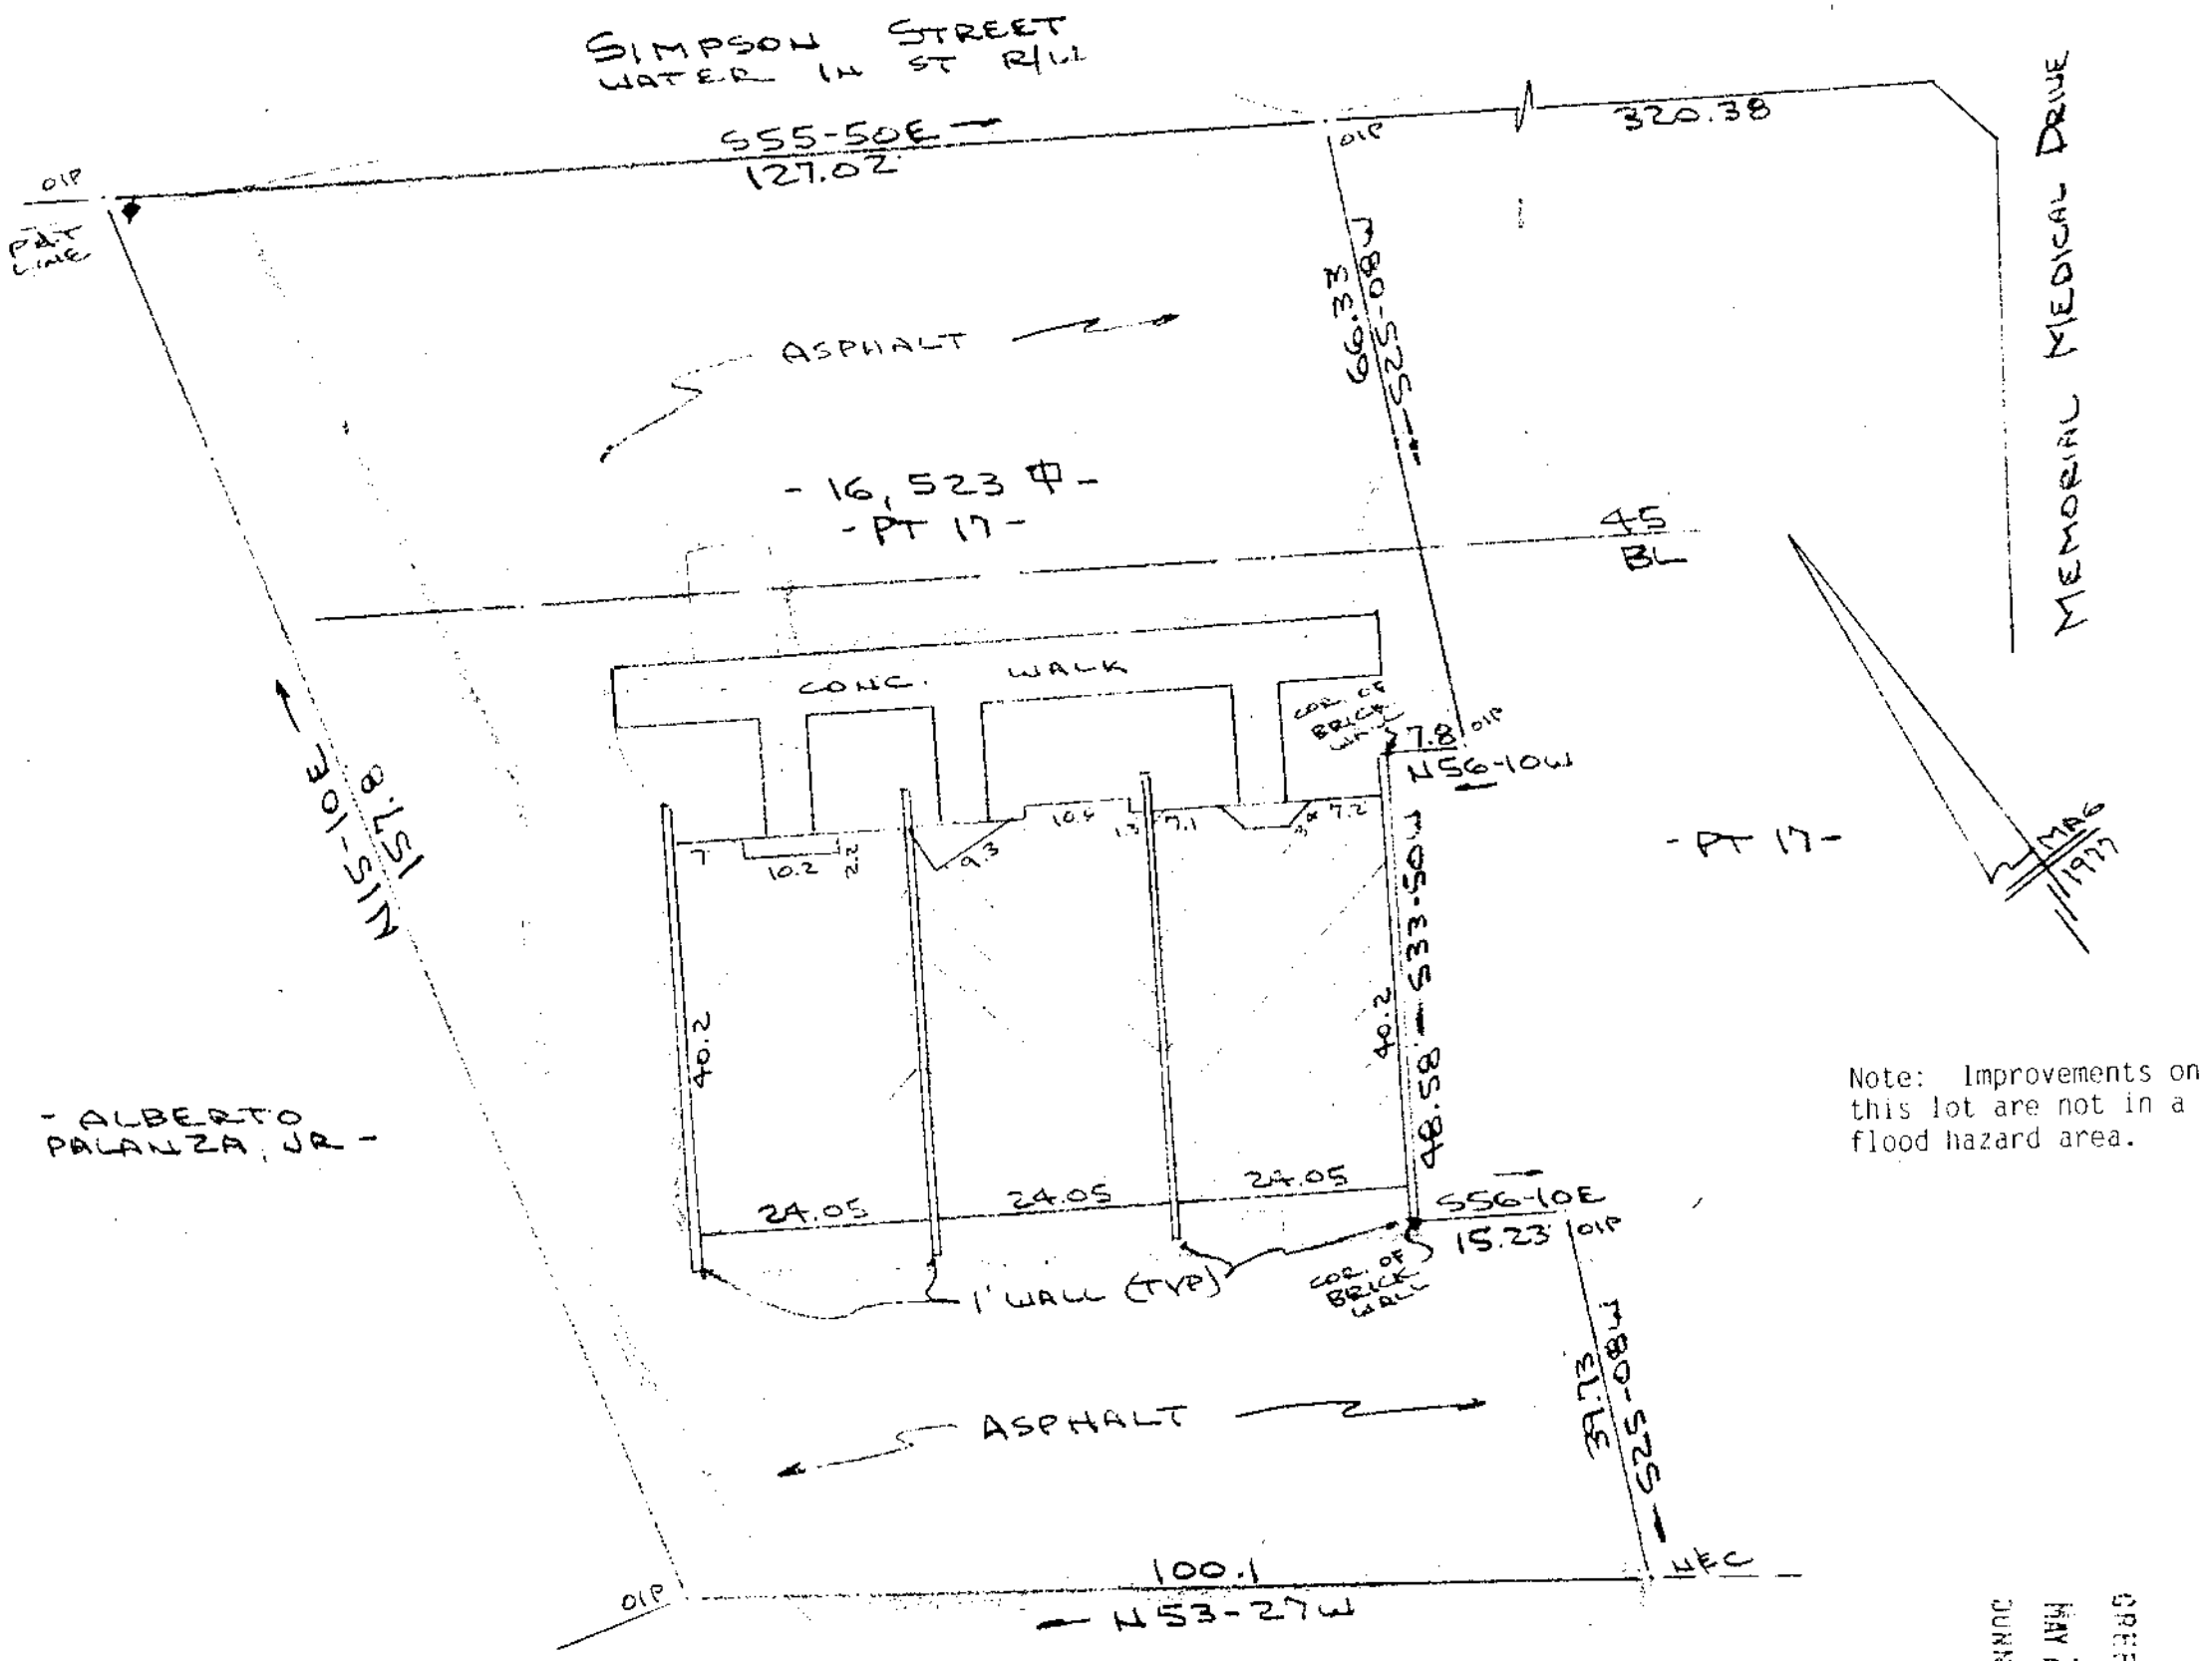 SIMPSON STREET
WATER IN ST R/W
S55-50E
127.02'
320.38
OIP
OIP
MEMORIAL MEDICAL DRIVE
LINE
66.33
S25-08W
ASPHALT
- 16,523
- PT 17 -
45
BL
CONC. WALK
COR. OF
BRICK
WALL
7.8
OIP
N56-10W
N15-10E
157.8
7
10.2
2.2
9.3
7.1
7.2
- PT 17 -
MAG
1977
40.2
40.2
48.58
S33-50W
- ALBERTO
PALANZA, JR -
Note: Improvements on
this lot are not in a
flood hazard area.
24.05
24.05
24.05
S56-10E
15.23'
OIP
1' WALL (TYP)
COR. OF
BRICK
WALL
39.73
S25-08W
ASPHALT
100.1
N53-27W
OIP
NEC
MAY